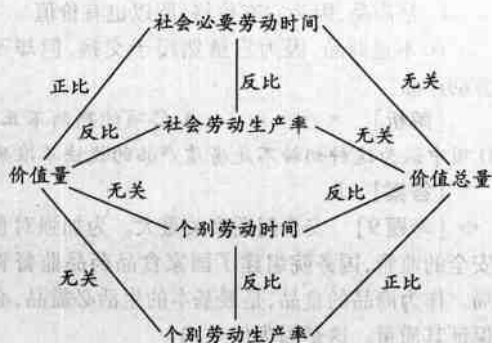 社会必要劳动时间
正比 反比 无关
反比 社会劳动生产率 无关
价值量 无关 反比 价值总量
个别劳动时间
无关 反比 正比
个别劳动生产率